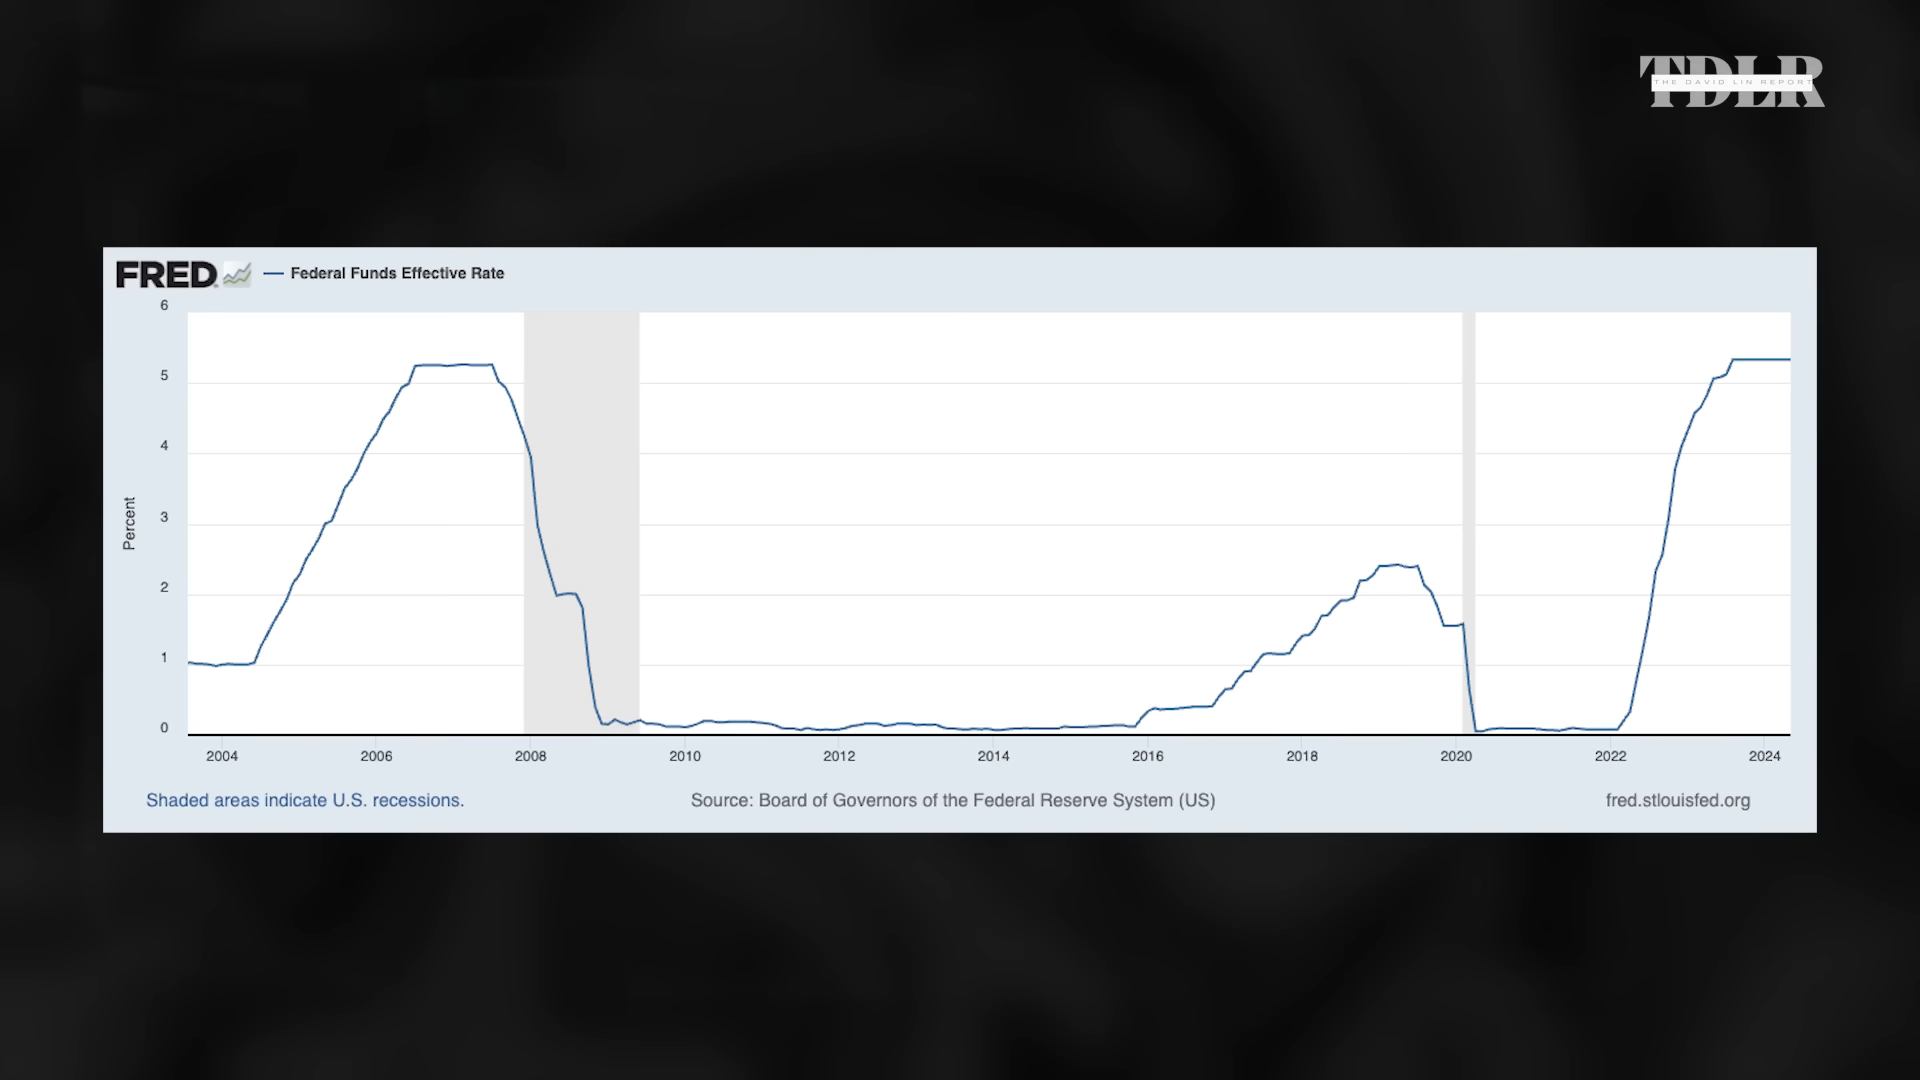 TDLR
THE DAVID LIN REPORT
FRED
Federal Funds Effective Rate
6
5
4
3
2
1
0
Percent
2004 2006 2008 2010 2012 2014 2016 2018 2020 2022 2024
Shaded areas indicate U.S. recessions.
Source: Board of Governors of the Federal Reserve System (US)
fred.stlouisfed.org